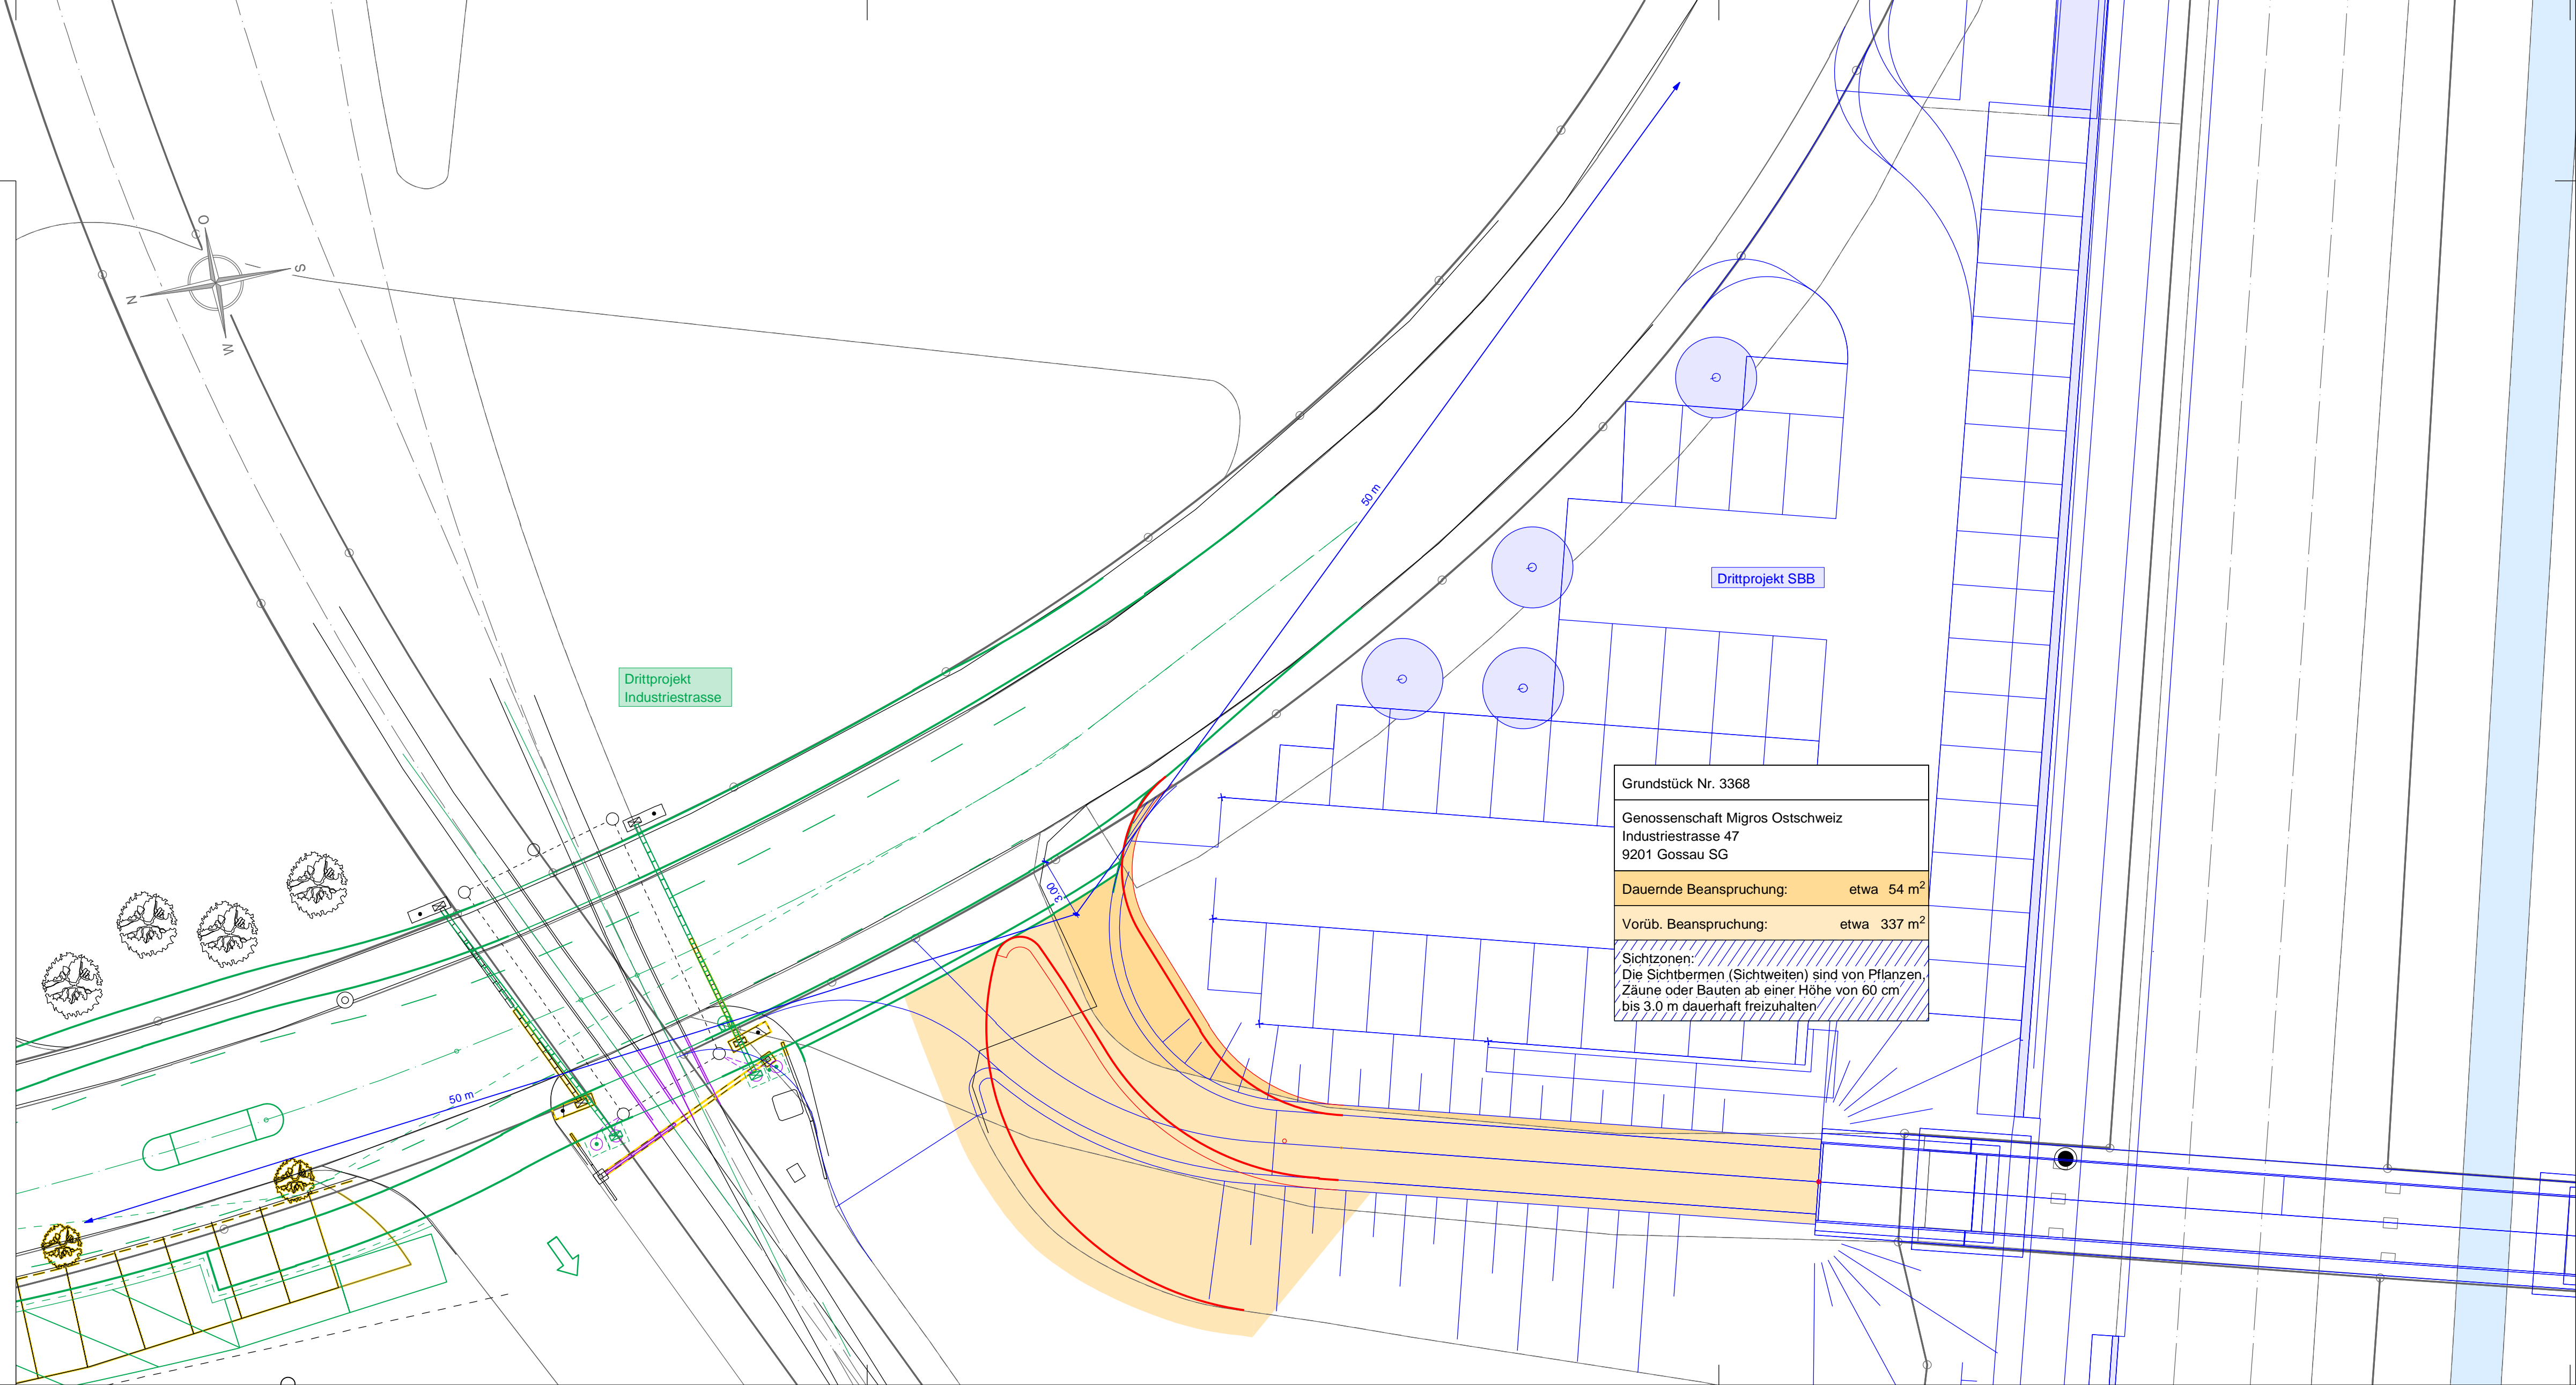 O
S
N
W
50 m
Drittprojekt SBB
Drittprojekt
Industriestrasse
Grundstück Nr. 3368
Genossenschaft Migros Ostschweiz
Industriestrasse 47
9201 Gossau SG
3.00
Dauernde Beanspruchung: etwa 54 m²
Vorüb. Beanspruchung: etwa 337 m²
Sichtzonen:
Die Sichtbermen (Sichtweiten) sind von Pflanzen,
Zäune oder Bauten ab einer Höhe von 60 cm
bis 3.0 m dauerhaft freizuhalten
50 m